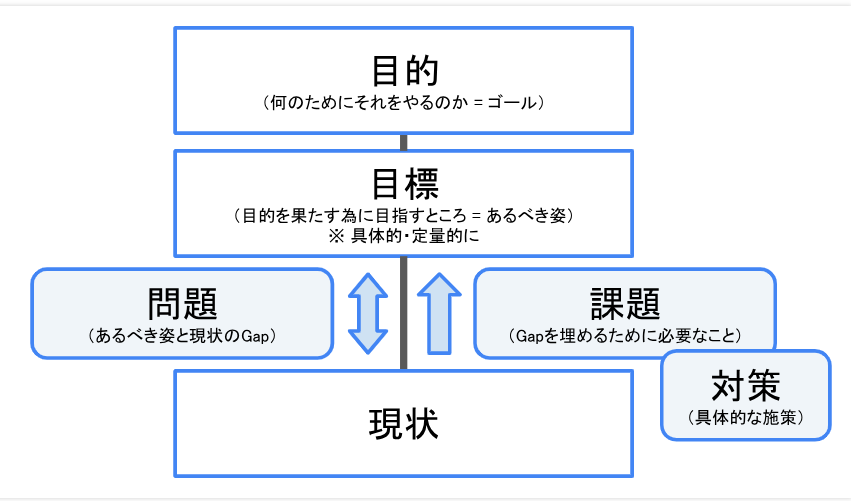 目的
（何のためにそれをやるのか = ゴール）
目標
（目的を果たす為に目指すところ = あるべき姿）
※ 具体的・定量的に
問題
（あるべき姿と現状のGap）
課題
（Gapを埋めるために必要なこと）
対策
（具体的な施策）
現状